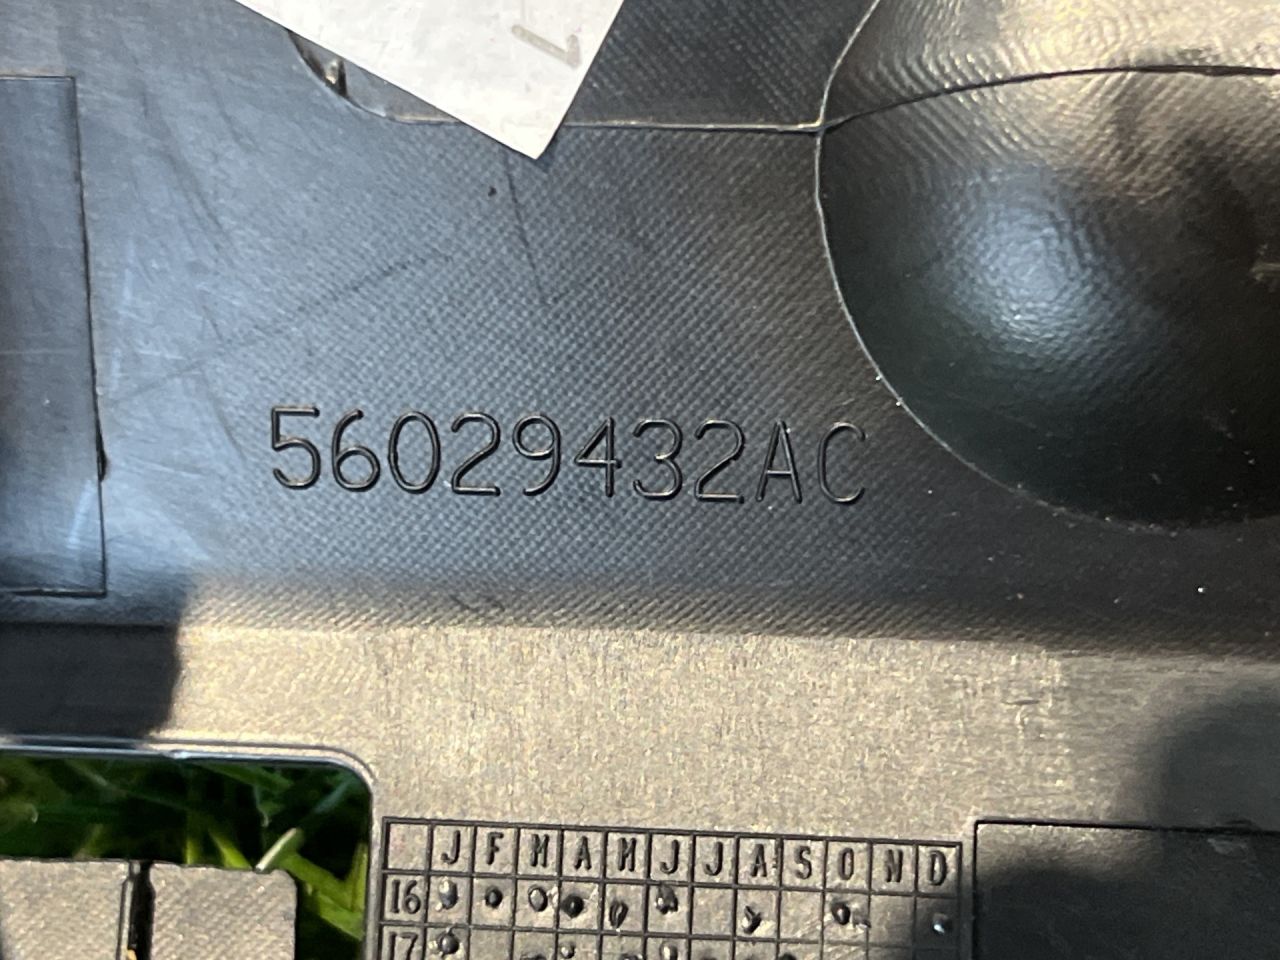 56029432AC
J F M A M J J A S O N D
16
17